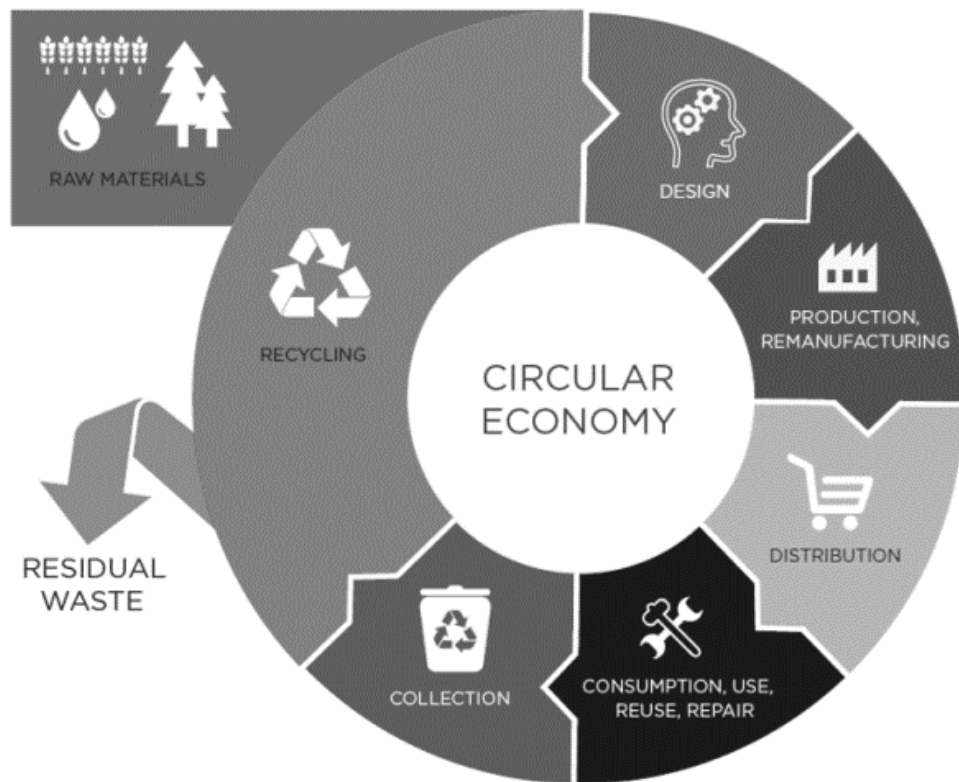 RAW MATERIALS
DESIGN
PRODUCTION,
REMANUFACTURING
RECYCLING
CIRCULAR
ECONOMY
DISTRIBUTION
RESIDUAL
WASTE
CONSUMPTION, USE,
REUSE, REPAIR
COLLECTION